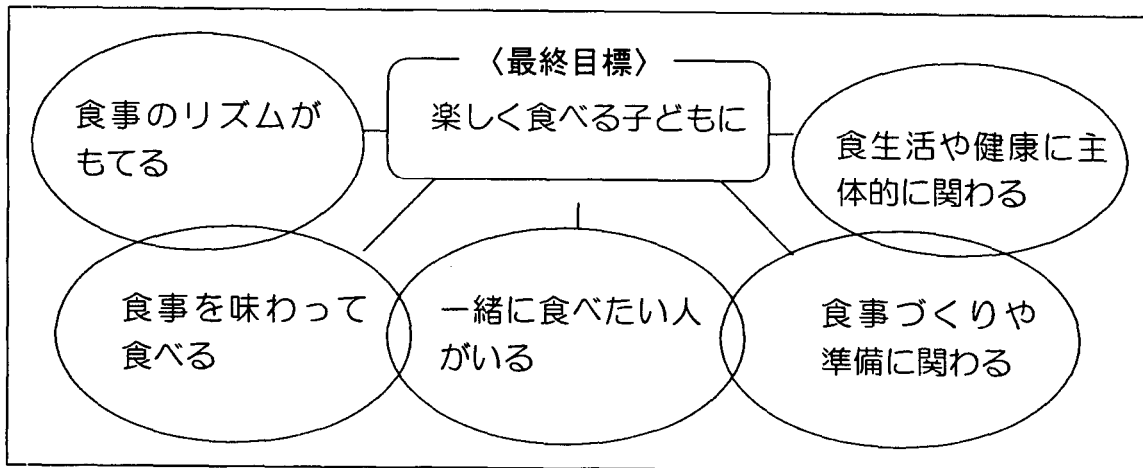 〈最終目標〉
楽しく食べる子どもに
食事のリズムが
もてる
食生活や健康に主
体的に関わる
食事を味わって
食べる
一緒に食べたい人
がいる
食事づくりや
準備に関わる